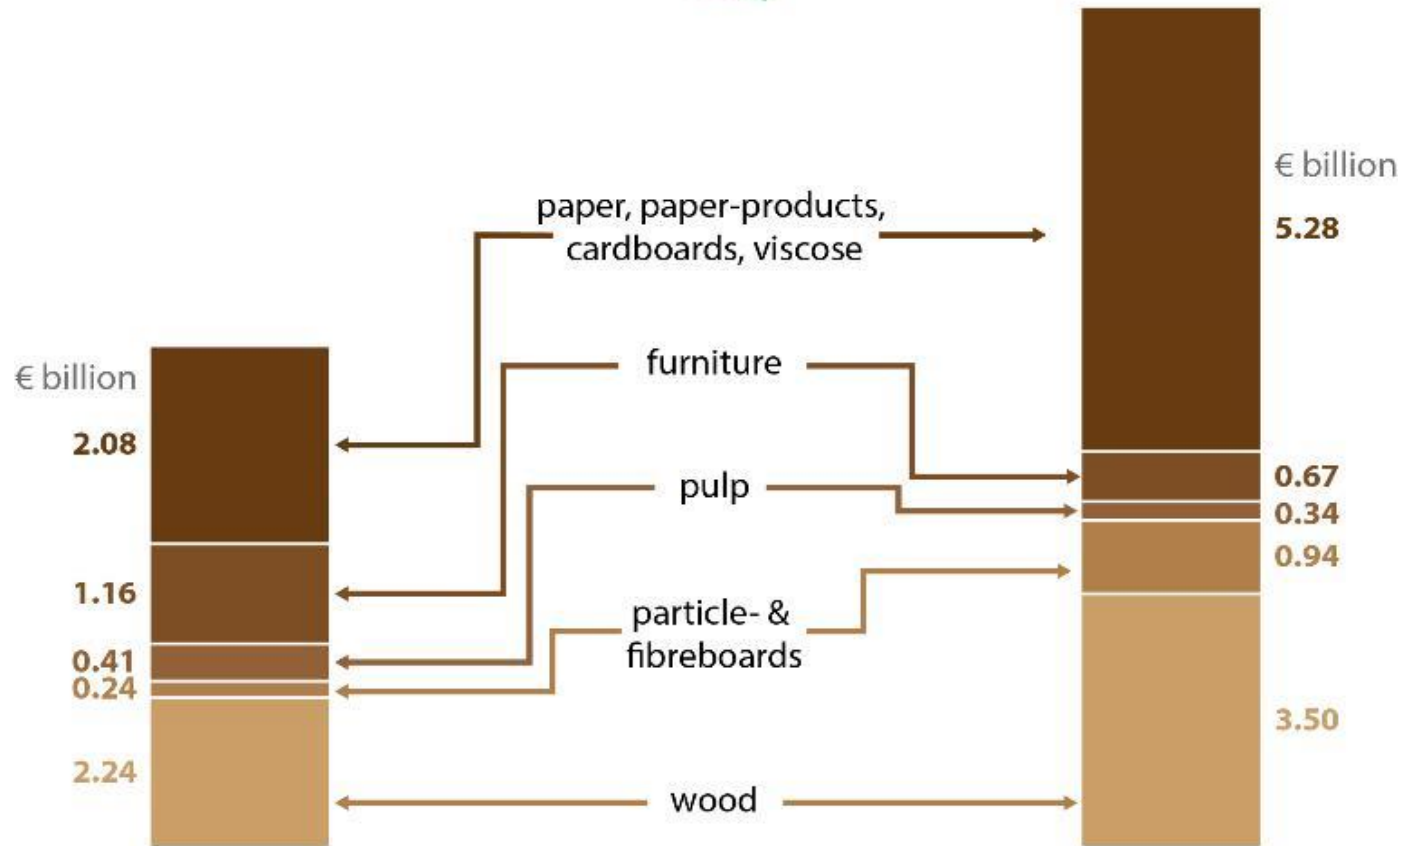 € billion
5.28
paper, paper-products,
cardboards, viscose
furniture
€ billion
2.08
pulp
0.67
0.34
0.94
1.16
particle- &
fibreboards
0.41
0.24
3.50
2.24
wood